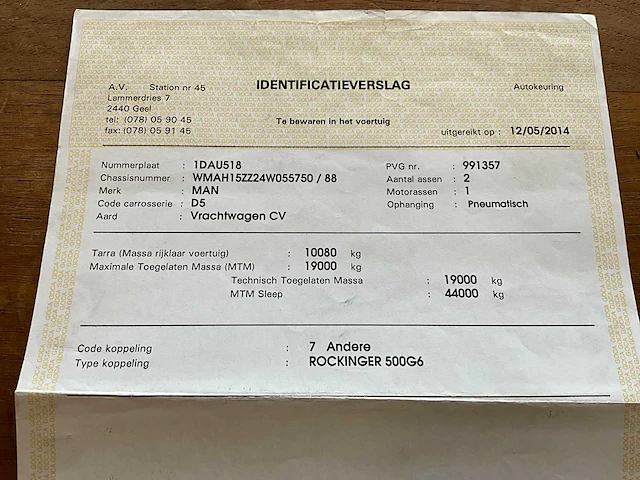 IDENTIFICATIEVERSLAG
A.V. Station nr 45
Lammerdries 7
2440 Geel
tel: (078) 05 90 45
fax: (078) 05 91 45
Autokeuring
Te bewaren in het voertuig
uitgereikt op : 12/05/2014
Nummerplaat : 1DAU518
Chassisnummer : WMAH15ZZ24W055750 / 88
Merk : MAN
Code carrosserie : D5
Aard : Vrachtwagen CV
PVG nr. : 991357
Aantal assen : 2
Motorassen : 1
Ophanging : Pneumatisch
Tarra (Massa rijklaar voertuig) : 10080 kg
Maximale Toegelaten Massa (MTM) : 19000 kg
Technisch Toegelaten Massa : 19000 kg
MTM Sleep : 44000 kg
Code koppeling : 7 Andere
Type koppeling : ROCKINGER 500G6